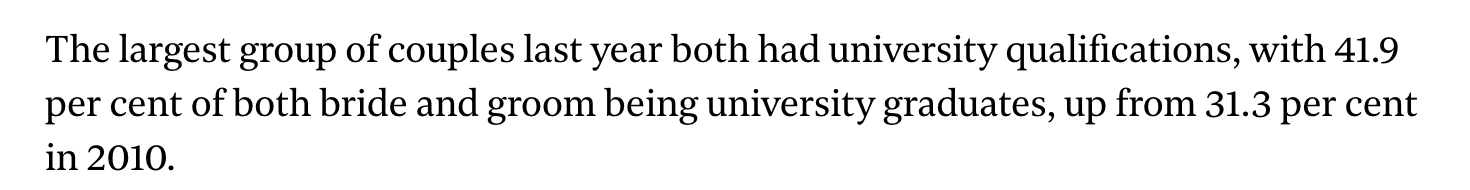 The largest group of couples last year both had university qualifications, with 41.9
per cent of both bride and groom being university graduates, up from 31.3 per cent
in 2010.